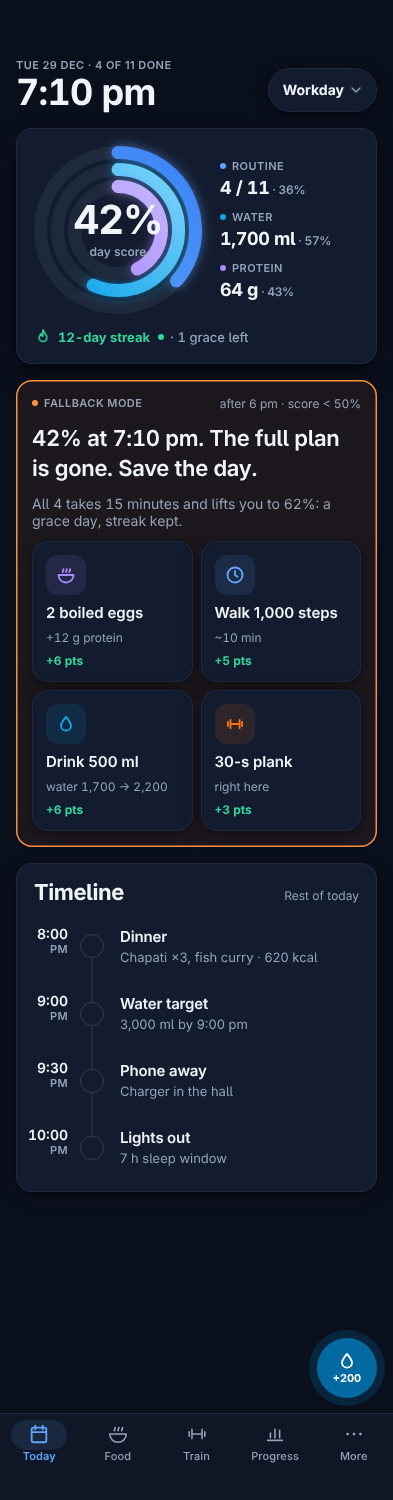 TUE 29 DEC · 4 OF 11 DONE
7:10 pm
Workday
42%
day score
ROUTINE
4 / 11 · 36%
WATER
1,700 ml · 57%
PROTEIN
64 g · 43%
12-day streak · 1 grace left
FALLBACK MODE
after 6 pm · score < 50%
42% at 7:10 pm. The full plan
is gone. Save the day.
All 4 takes 15 minutes and lifts you to 62%: a
grace day, streak kept.
2 boiled eggs
+12 g protein
+6 pts
Walk 1,000 steps
~10 min
+5 pts
Drink 500 ml
water 1,700 → 2,200
+6 pts
30-s plank
right here
+3 pts
Timeline
Rest of today
8:00
PM
Dinner
Chapati ×3, fish curry · 620 kcal
9:00
PM
Water target
3,000 ml by 9:00 pm
9:30
PM
Phone away
Charger in the hall
10:00
PM
Lights out
7 h sleep window
+200
Today
Food
Train
Progress
More